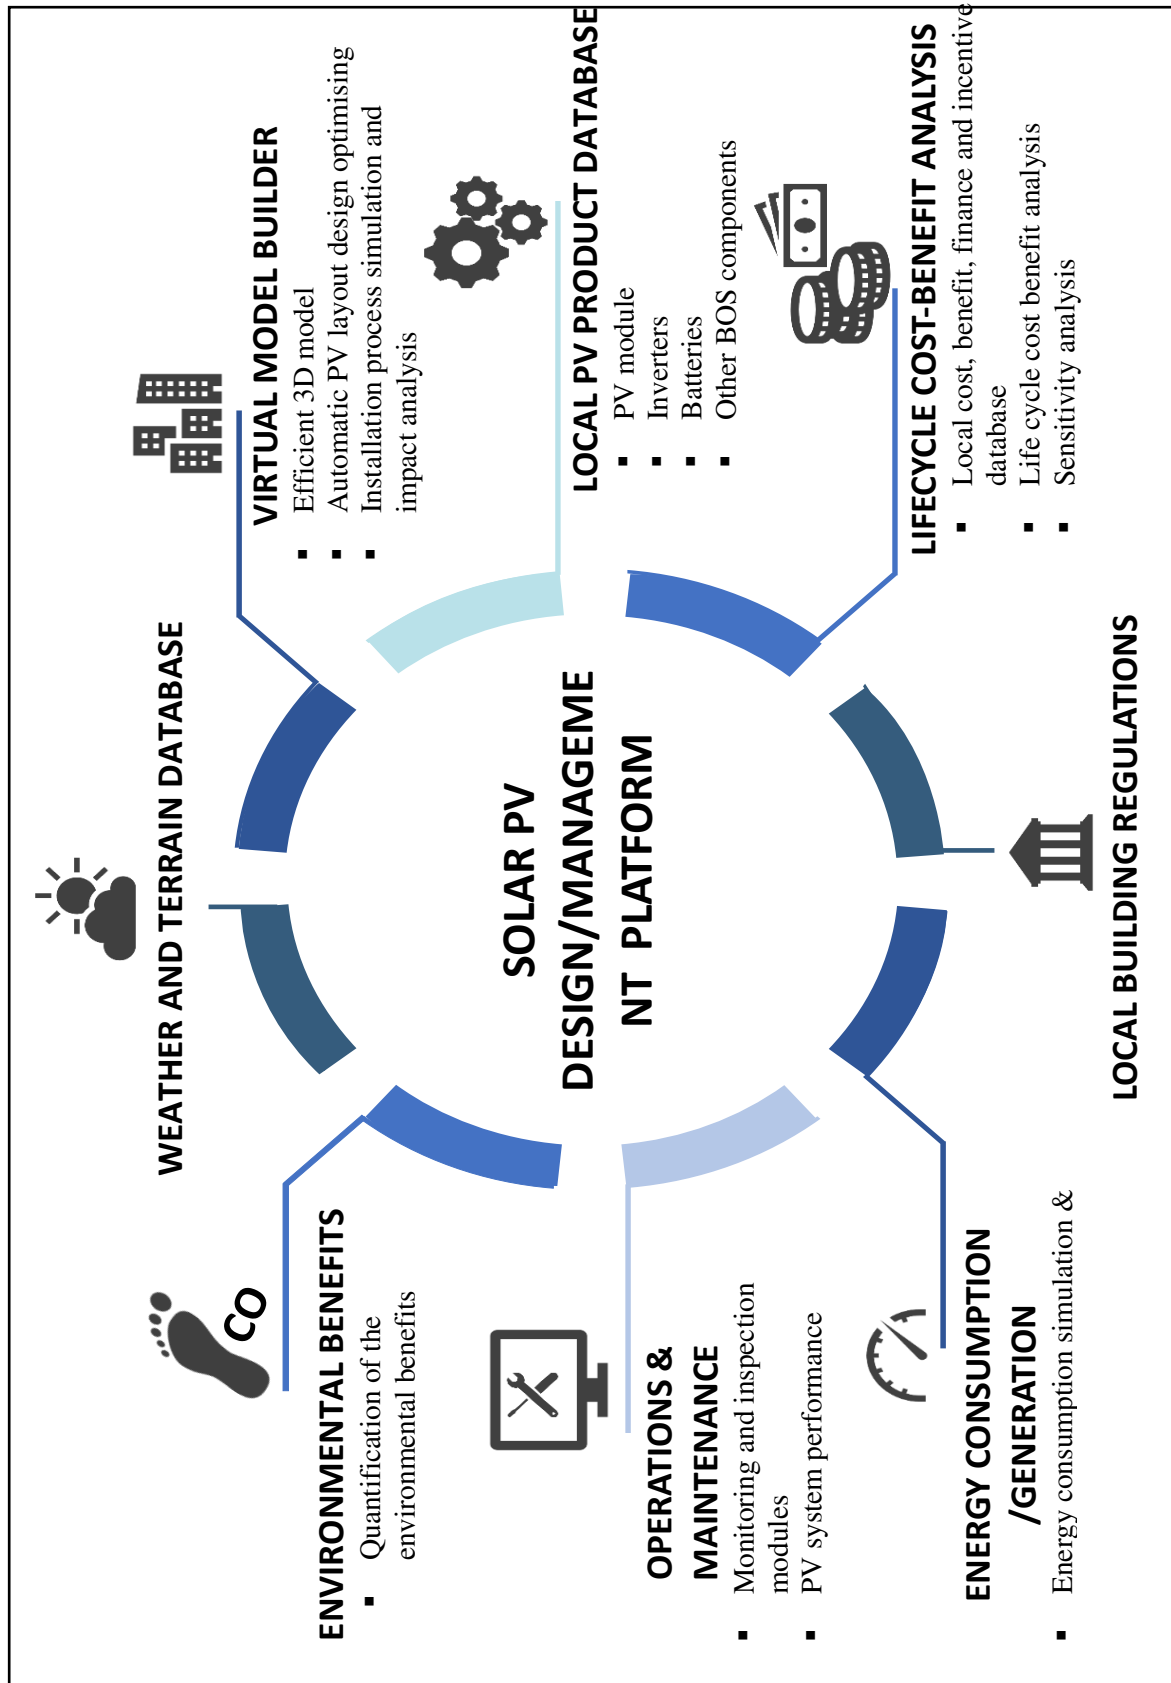 WEATHER AND TERRAIN DATABASE
VIRTUAL MODEL BUILDER
▪ Efficient 3D model
▪ Automatic PV layout design optimising
▪ Installation process simulation and
impact analysis
LOCAL PV PRODUCT DATABASE
▪ PV module
▪ Inverters
▪ Batteries
▪ Other BOS components
LIFECYCLE COST-BENEFIT ANALYSIS
▪ Local cost, benefit, finance and incentive
database
▪ Life cycle cost benefit analysis
▪ Sensitivity analysis
LOCAL BUILDING REGULATIONS
ENERGY CONSUMPTION
/GENERATION
▪ Energy consumption simulation &
OPERATIONS &
MAINTENANCE
▪ Monitoring and inspection
modules
▪ PV system performance
CO
ENVIRONMENTAL BENEFITS
▪ Quantification of the
environmental benefits
SOLAR PV
DESIGN/MANAGEME
NT PLATFORM